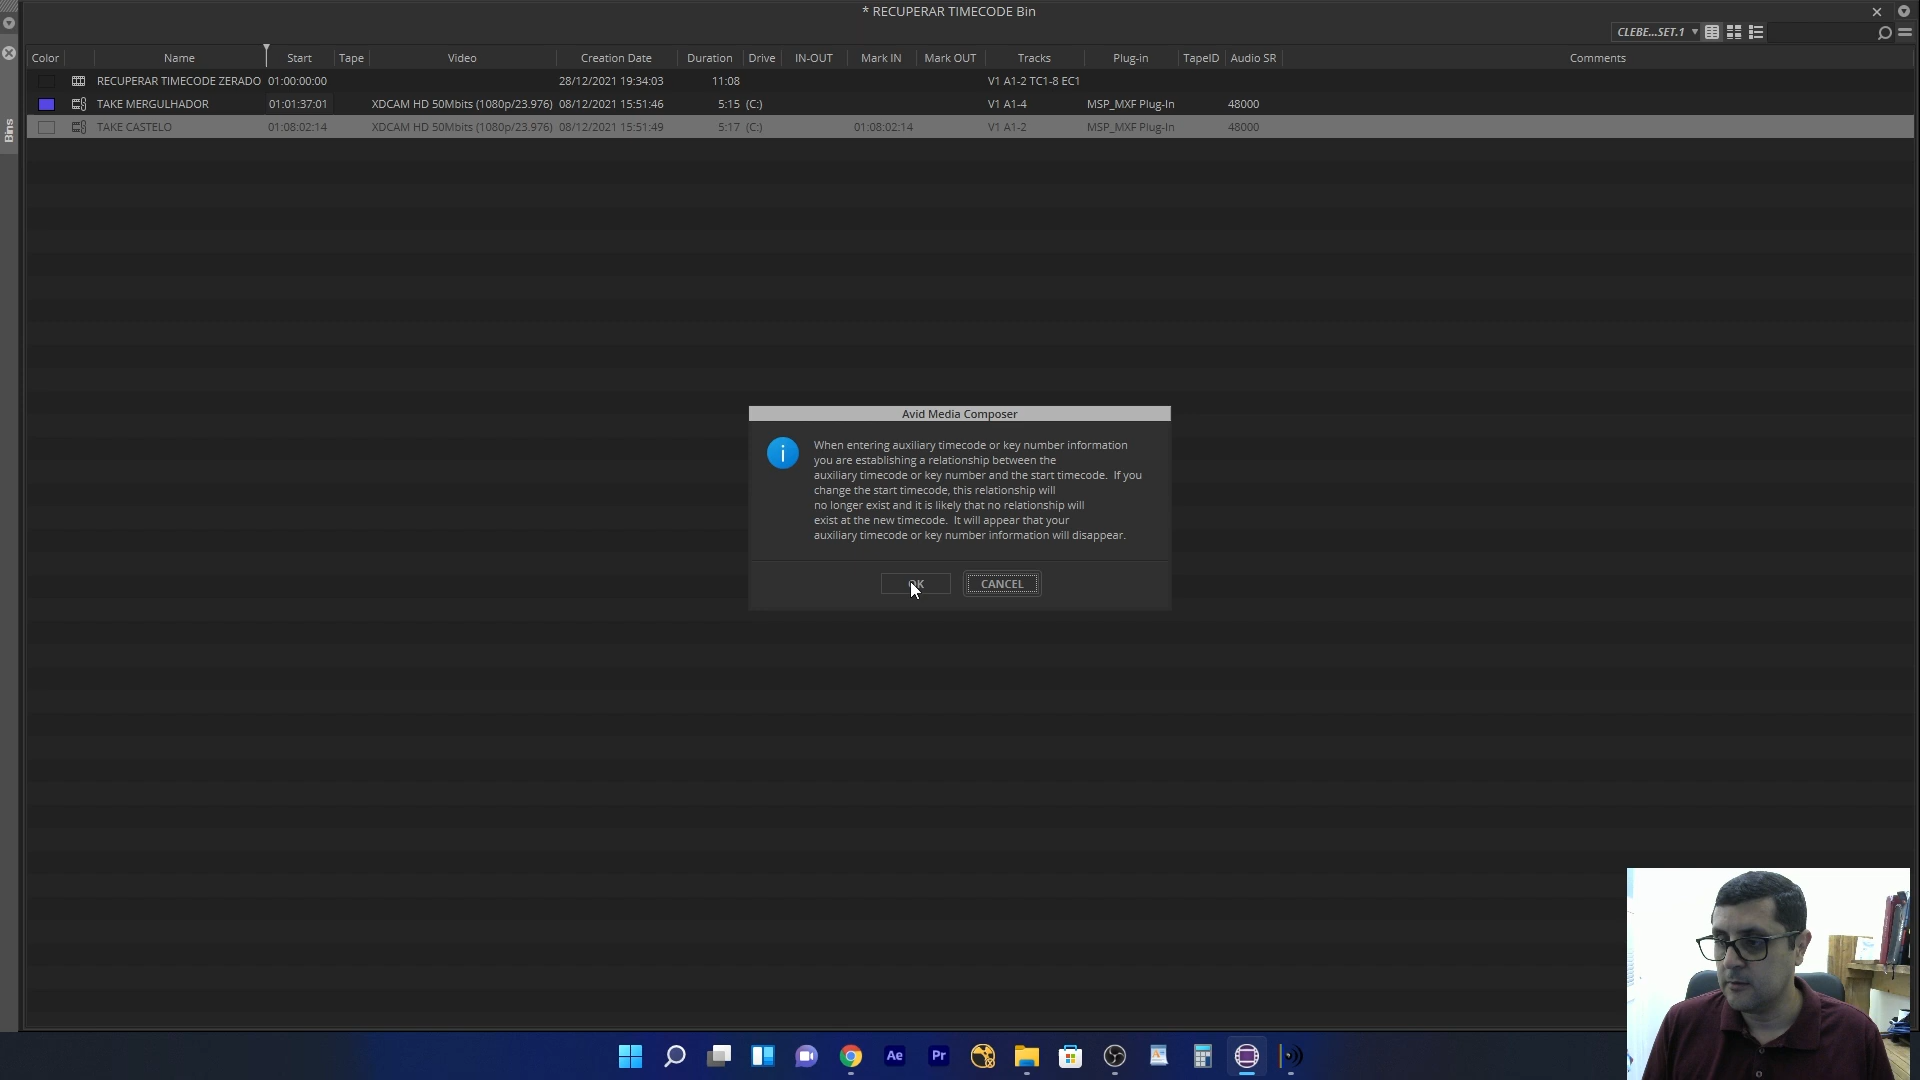 * RECUPERAR TIMECODE Bin
CLEBE...SET.1
Bins
Color Name Start Tape Video Creation Date Duration Drive IN-OUT Mark IN Mark OUT Tracks Plug-in TapeID Audio SR Comments
RECUPERAR TIMECODE ZERADO 01:00:00:00 28/12/2021 19:34:03 11:08 V1 A1-2 TC1-8 EC1
TAKE MERGULHADOR 01:01:37:01 XDCAM HD 50Mbits (1080p/23.976) 08/12/2021 15:51:46 5:15 (C:) V1 A1-4 MSP_MXF Plug-In 48000
TAKE CASTELO 01:08:02:14 XDCAM HD 50Mbits (1080p/23.976) 08/12/2021 15:51:49 5:17 (C:) 01:08:02:14 V1 A1-2 MSP_MXF Plug-In 48000
Avid Media Composer
When entering auxiliary timecode or key number information
you are establishing a relationship between the
auxiliary timecode or key number and the start timecode. If you
change the start timecode, this relationship will
no longer exist and it is likely that no relationship will
exist at the new timecode. It will appear that your
auxiliary timecode or key number information will disappear.
OK CANCEL
Ae Pr